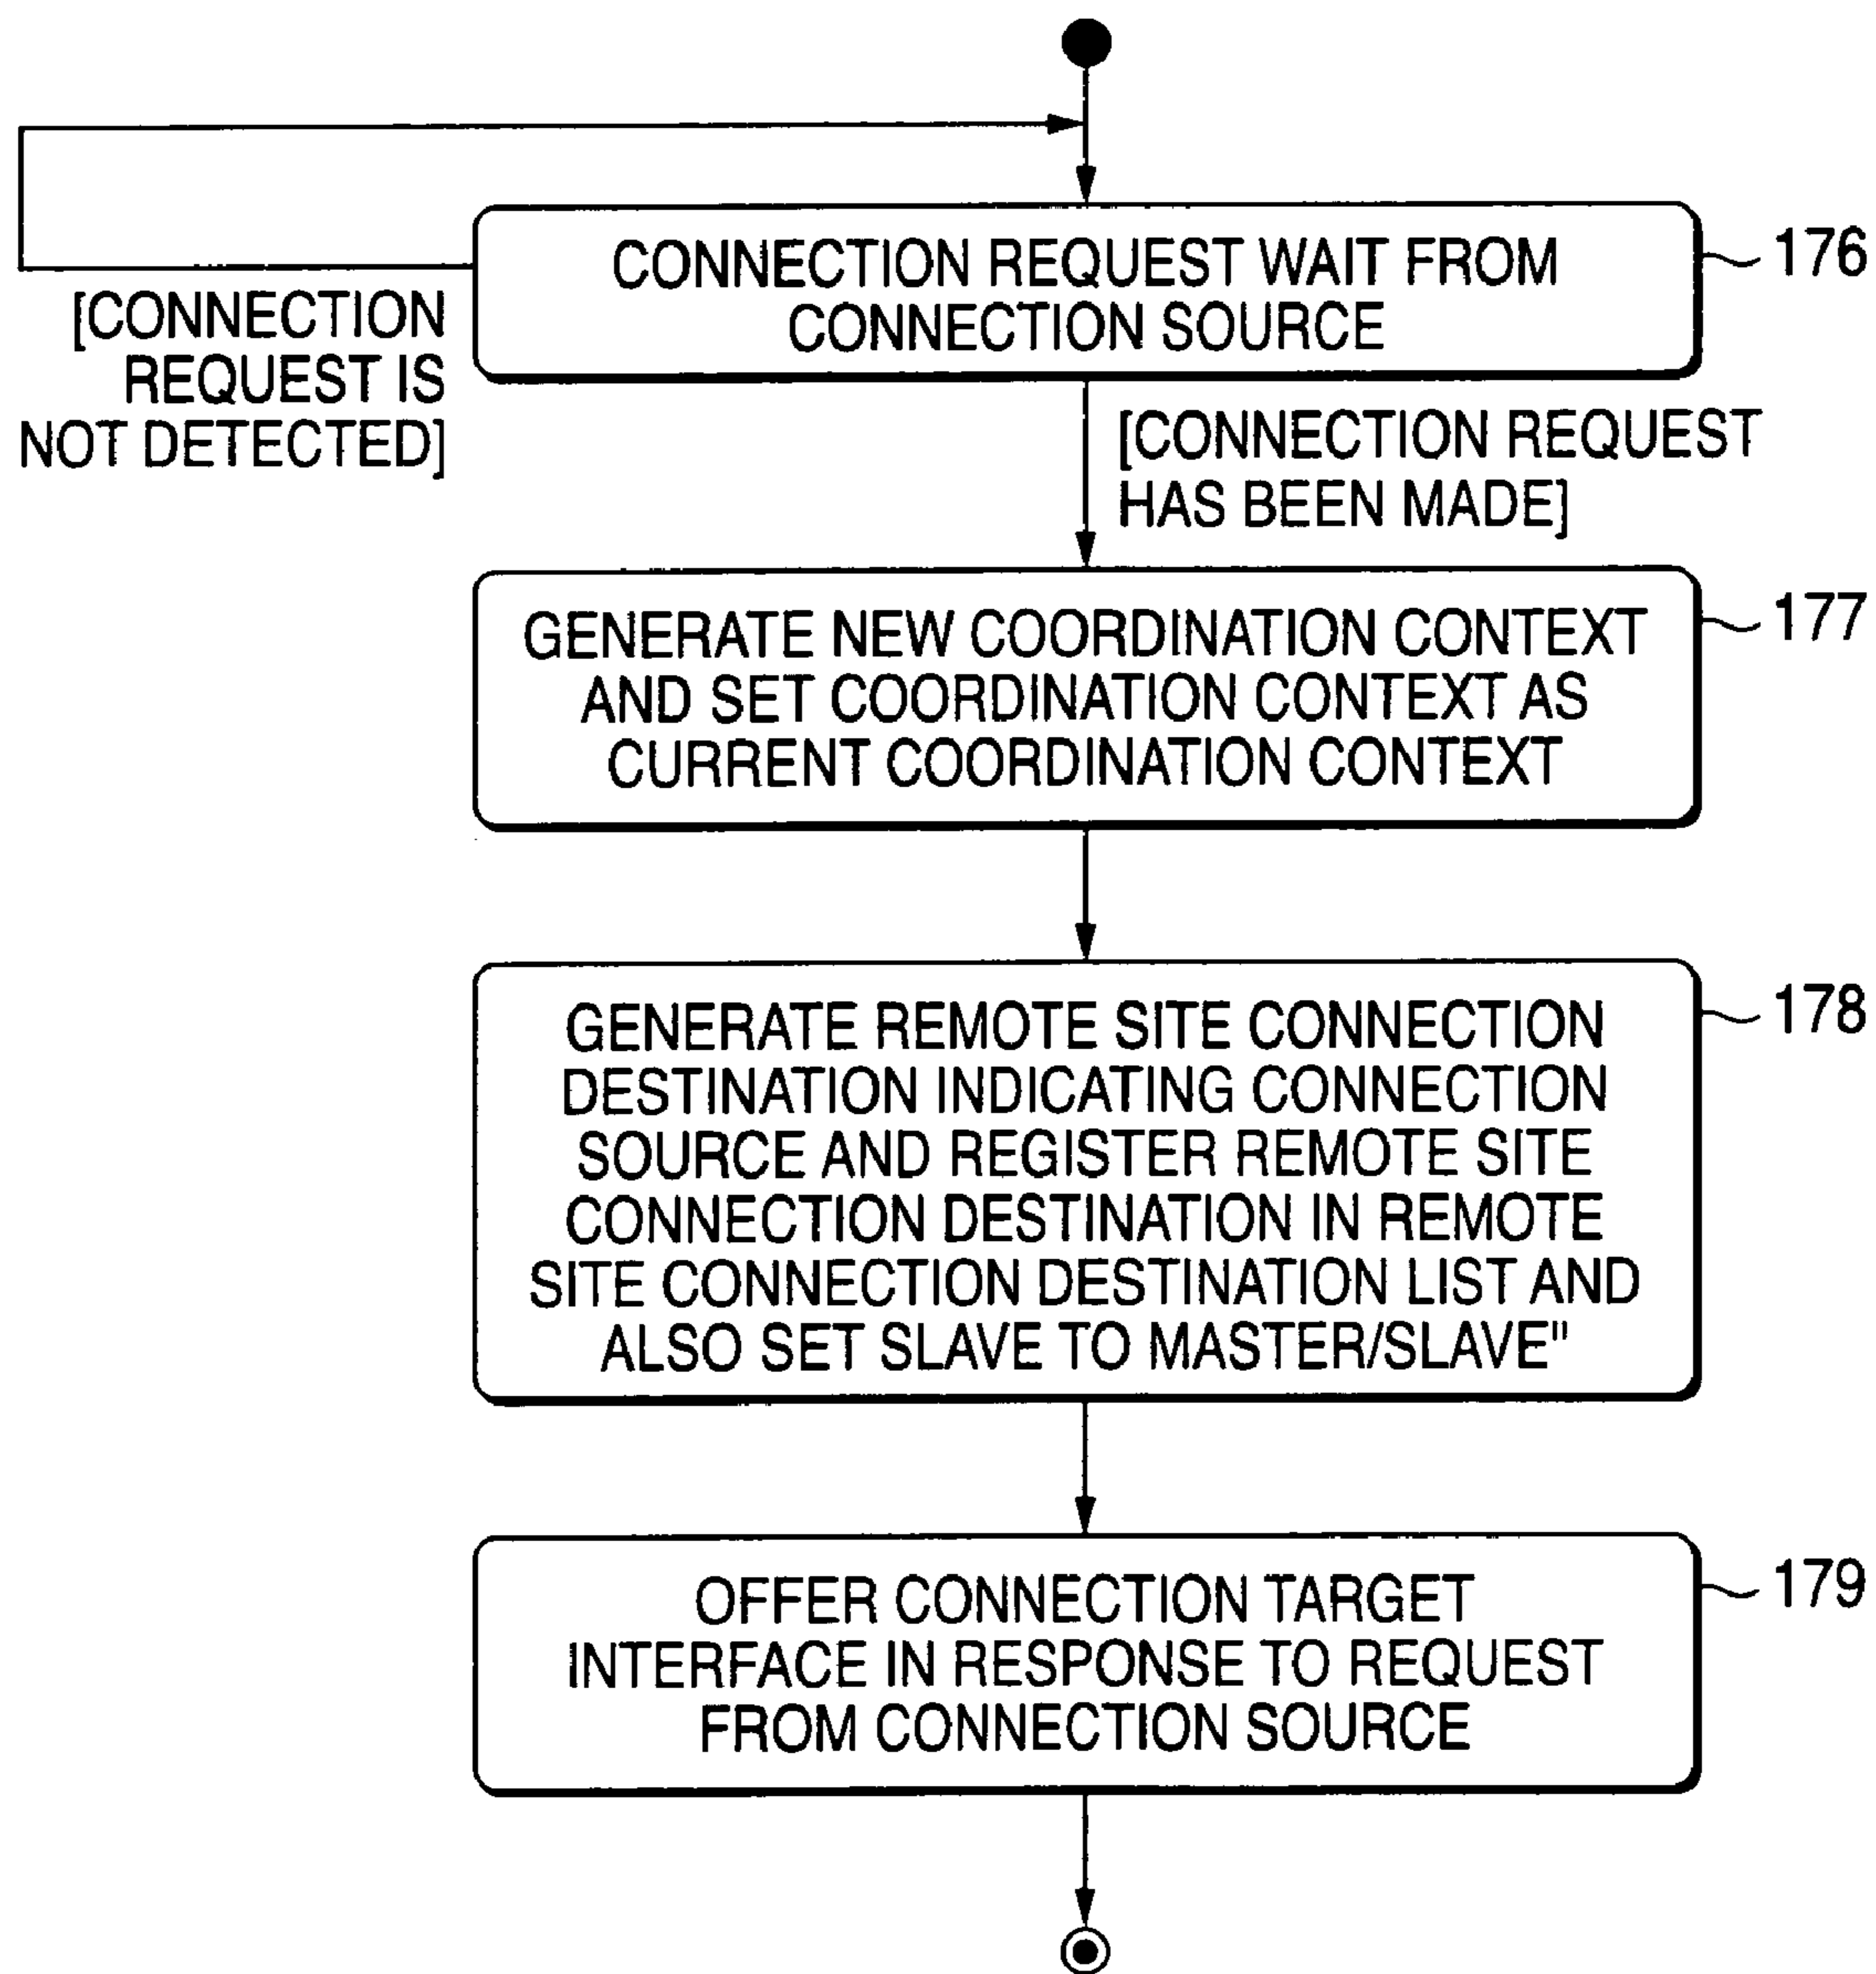 CONNECTION REQUEST WAIT FROM
CONNECTION SOURCE
176
[CONNECTION
REQUEST IS
NOT DETECTED]
[CONNECTION REQUEST
HAS BEEN MADE]
GENERATE NEW COORDINATION CONTEXT
AND SET COORDINATION CONTEXT AS
CURRENT COORDINATION CONTEXT
177
GENERATE REMOTE SITE CONNECTION
DESTINATION INDICATING CONNECTION
SOURCE AND REGISTER REMOTE SITE
CONNECTION DESTINATION IN REMOTE
SITE CONNECTION DESTINATION LIST AND
ALSO SET SLAVE TO MASTER/SLAVE"
178
OFFER CONNECTION TARGET
INTERFACE IN RESPONSE TO REQUEST
FROM CONNECTION SOURCE
179